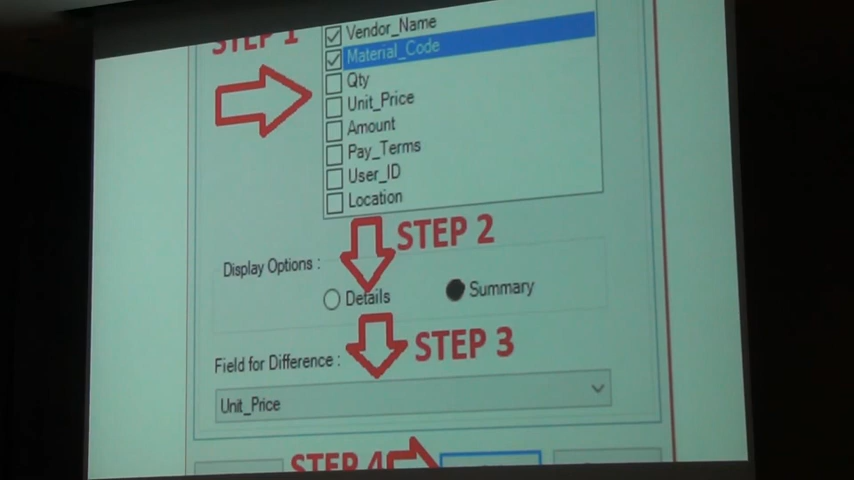 STEP 1
Vendor_Name
Material_Code
Qty
Unit_Price
Amount
Pay_Terms
User_ID
Location
STEP 2
Display Options :
Details
Summary
STEP 3
Field for Difference :
Unit_Price
STEP 4